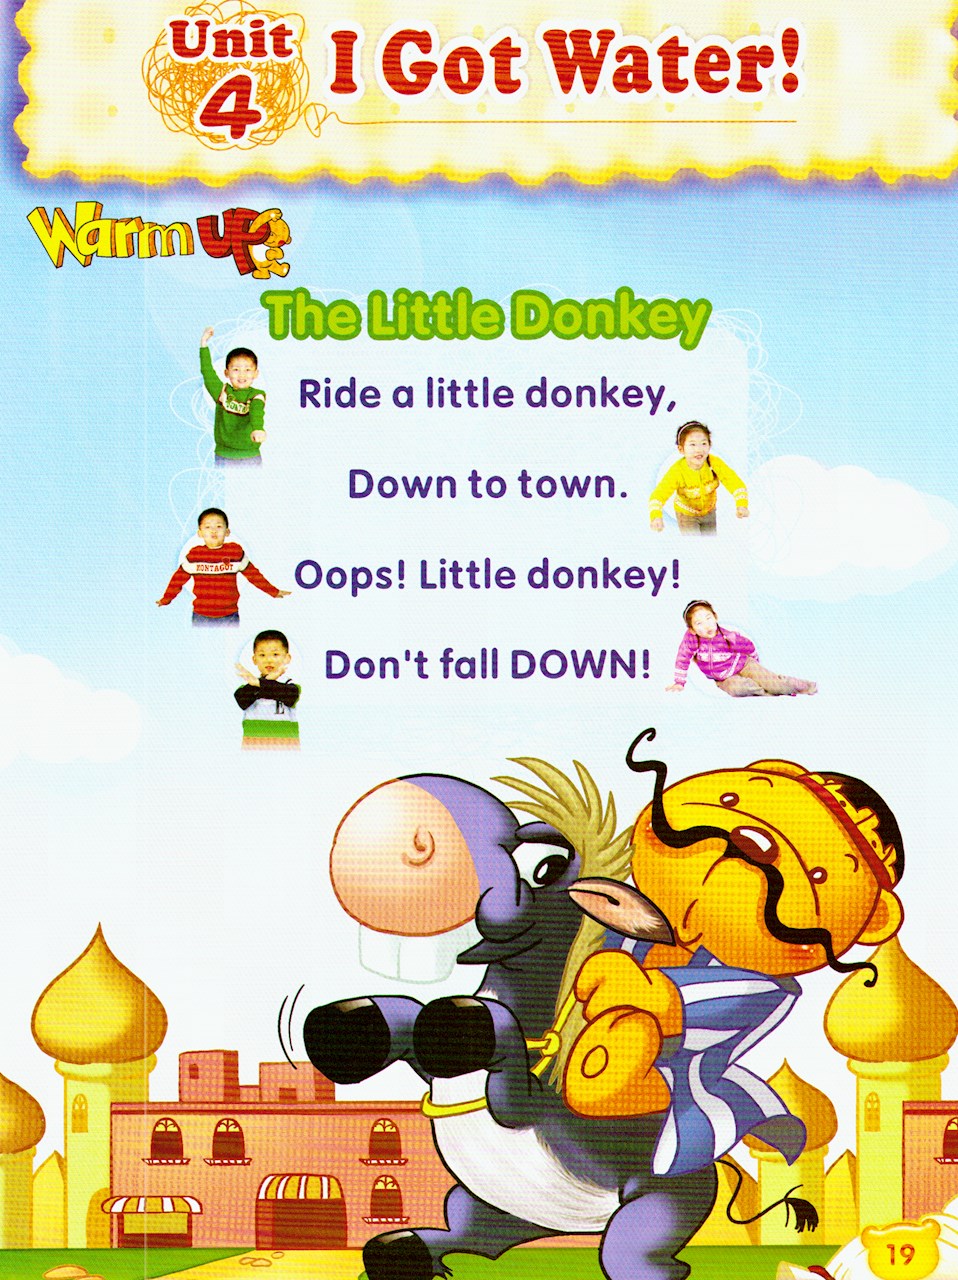 Unit
4
I Got Water!
Warm up
The Little Donkey
Ride a little donkey,
Down to town.
MONTAGUT
Oops! Little donkey!
Don't fall DOWN!
E
19